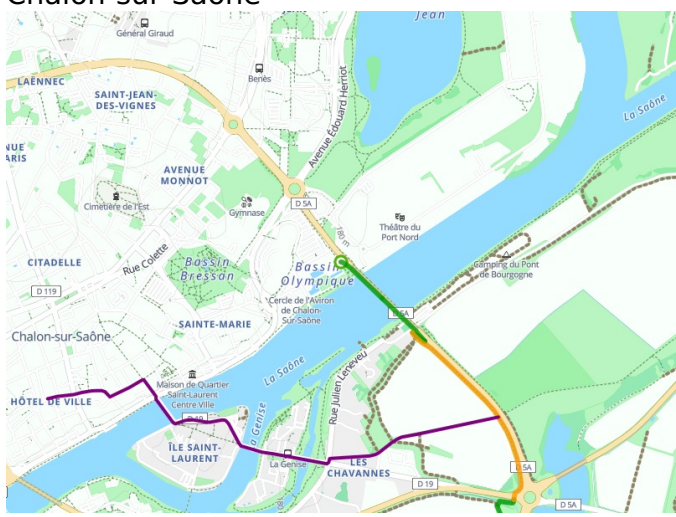 Chalon-sur-Saône
Général Giraud
Jean
LAËNNEC
Benès
SAINT-JEAN-
DES-VIGNES
La Saône
Avenue Édouard Herriot
NUE
ARIS
AVENUE
MONNOT
Cimetière de l'Est
Gymnase
D 5A
180 m
Théâtre du
Port Nord
Rue Colette
CITADELLE
Bassin
Bressan
Bassin
Olympique
Camping du Pont
de Bourgogne
D 119
Cercle de l'Aviron
de Chalon-
Sur-Saône
D 5A
SAINTE-MARIE
Chalon-sur-Saône
La Saône
Rue Julien Leneveu
Maison de Quartier
Saint-Laurent
Centre Ville
HÔTEL DE VILLE
D 19
La Genise
ÎLE SAINT-
LAURENT
La Genise
LES
CHAVANNES
D 5A
D 19
D 5A
180